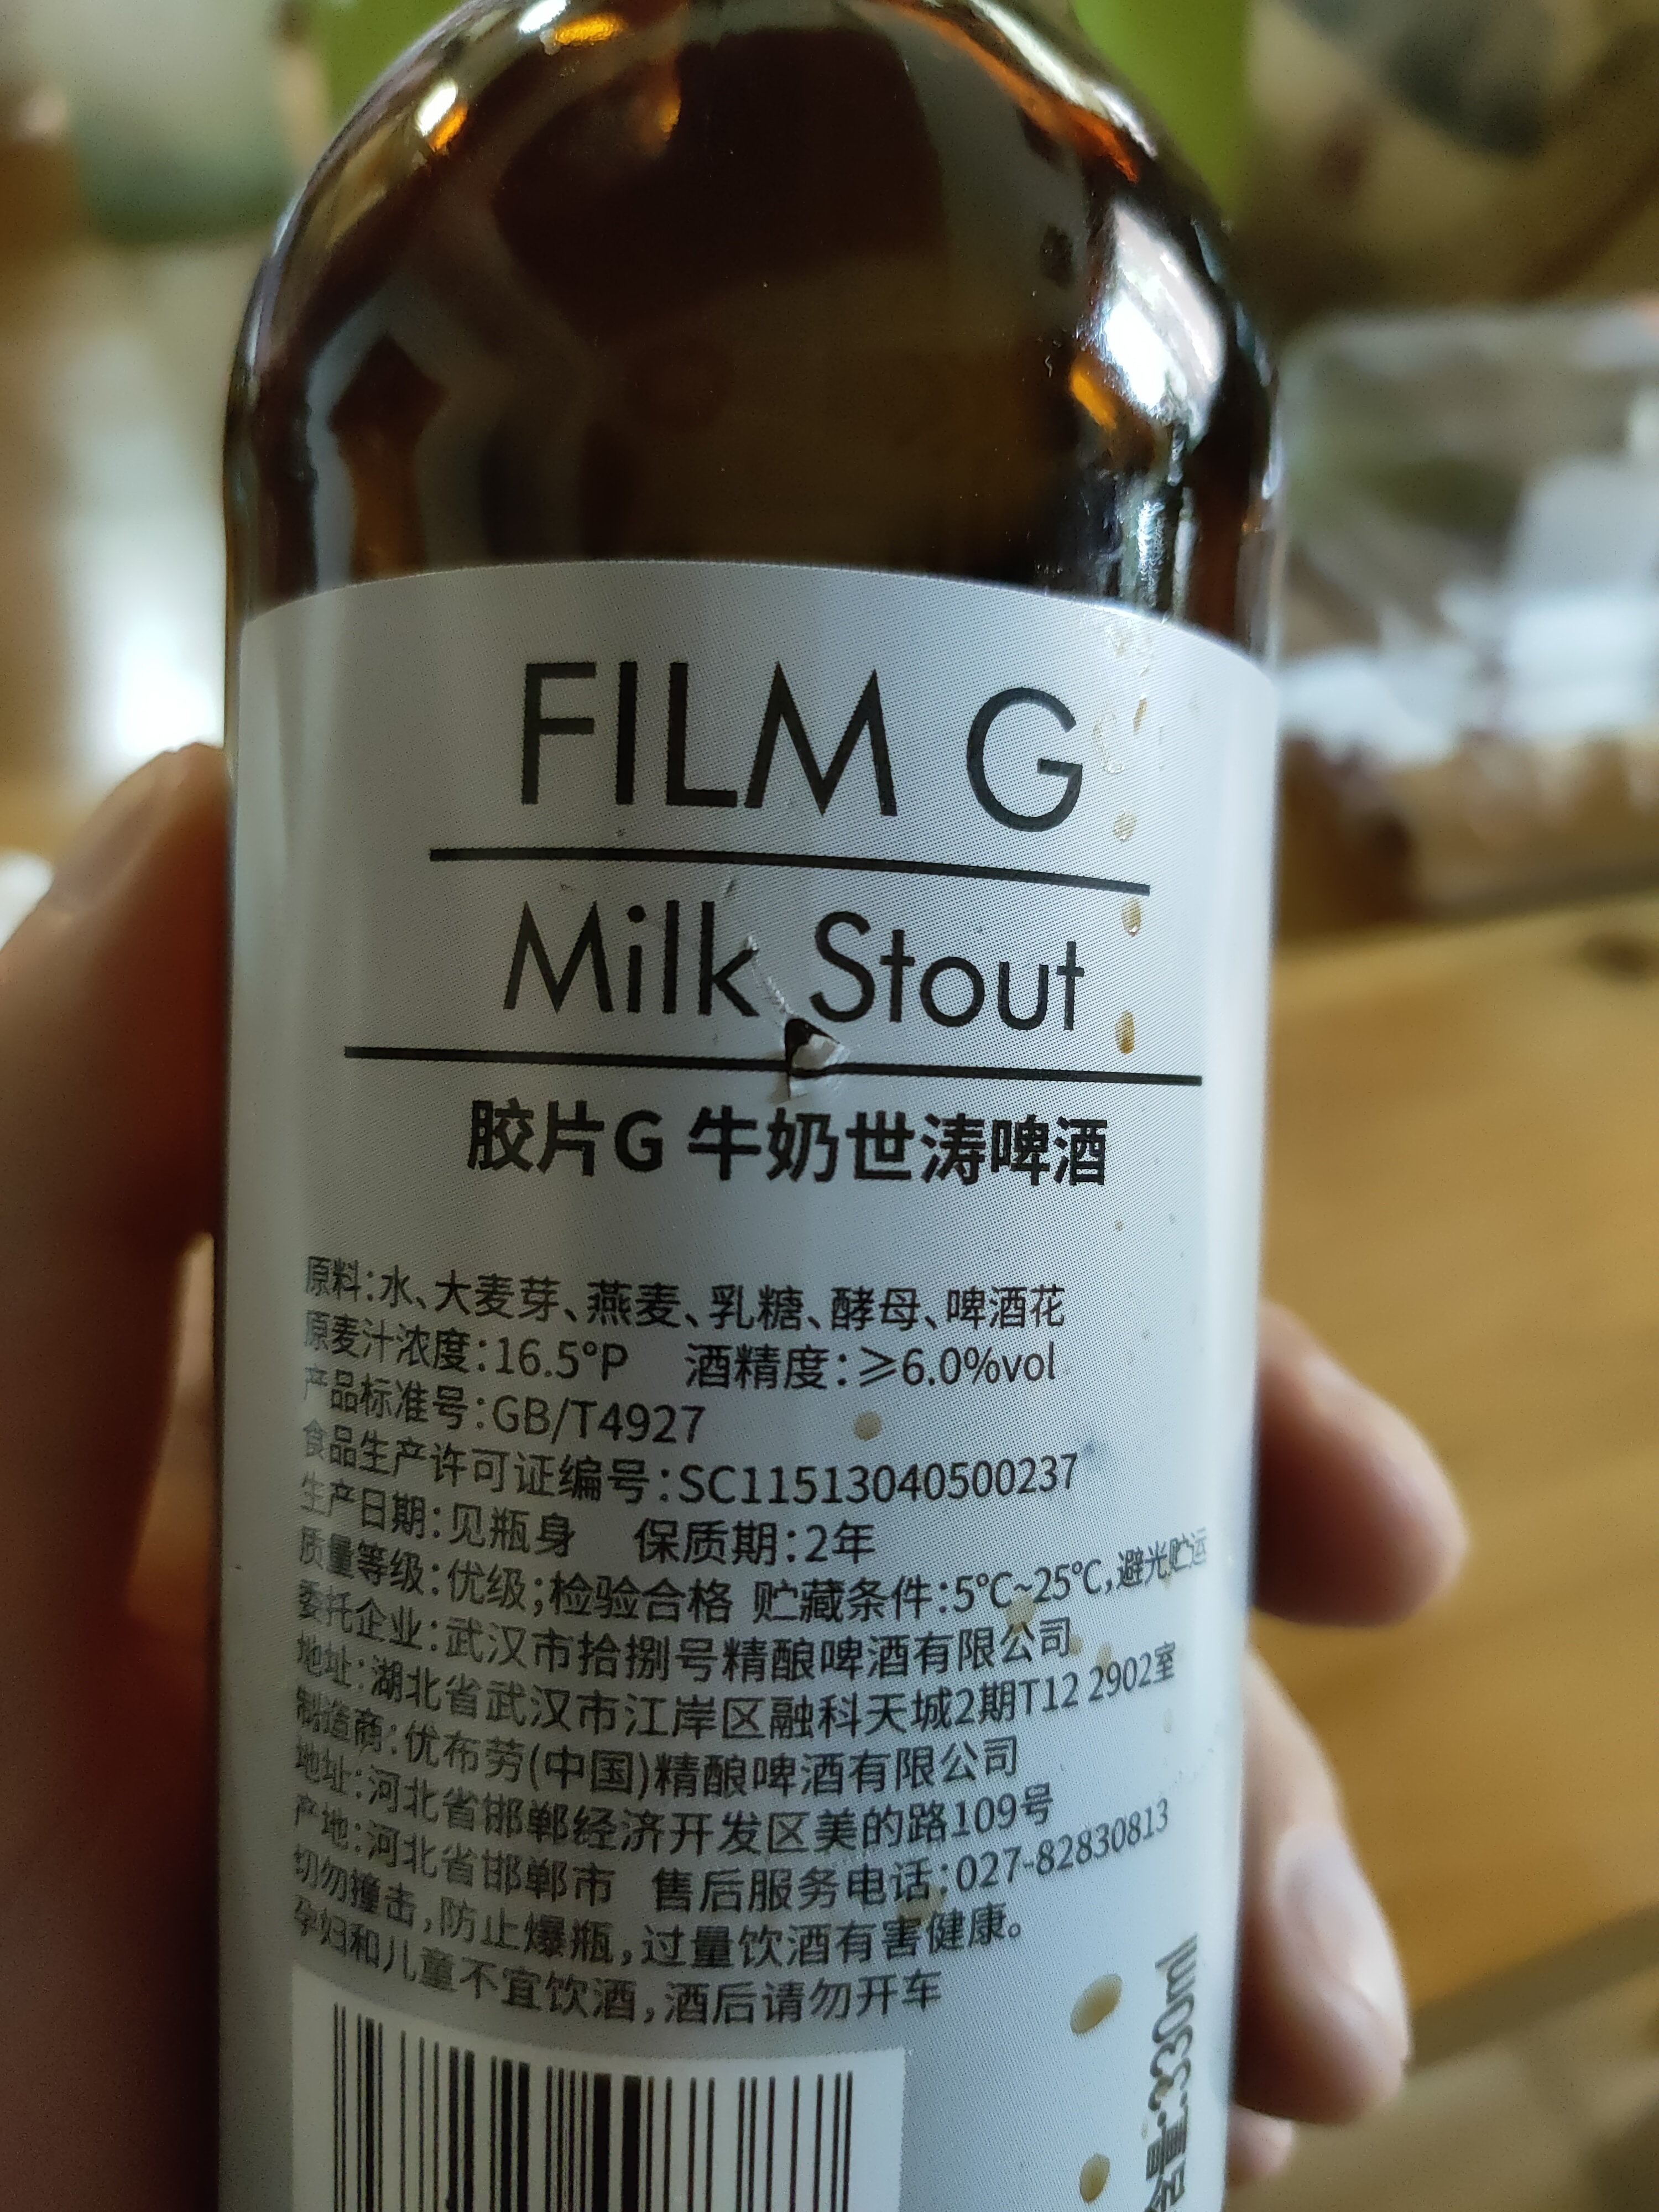 FILM G
Milk Stout
胶片G 牛奶世涛啤酒
原料:水、大麦芽、燕麦、乳糖、酵母、啤酒花
原麦汁浓度:16.5°P 酒精度:≥6.0%vol
产品标准号:GB/T4927
食品生产许可证编号:SC11513040500237
生产日期:见瓶身 保质期:2年
质量等级:优级;检验合格 贮藏条件:5℃~25℃,避光贮运
委托企业:武汉市拾捌号精酿啤酒有限公司
地址:湖北省武汉市江岸区融科天城2期T12 2902室
制造商:优布劳(中国)精酿啤酒有限公司
地址:河北省邯郸经济开发区美的路109号
产地:河北省邯郸市 售后服务电话:027-82830813
切勿撞击,防止爆瓶,过量饮酒有害健康。
孕妇和儿童不宜饮酒,酒后请勿开车
含量:330ml